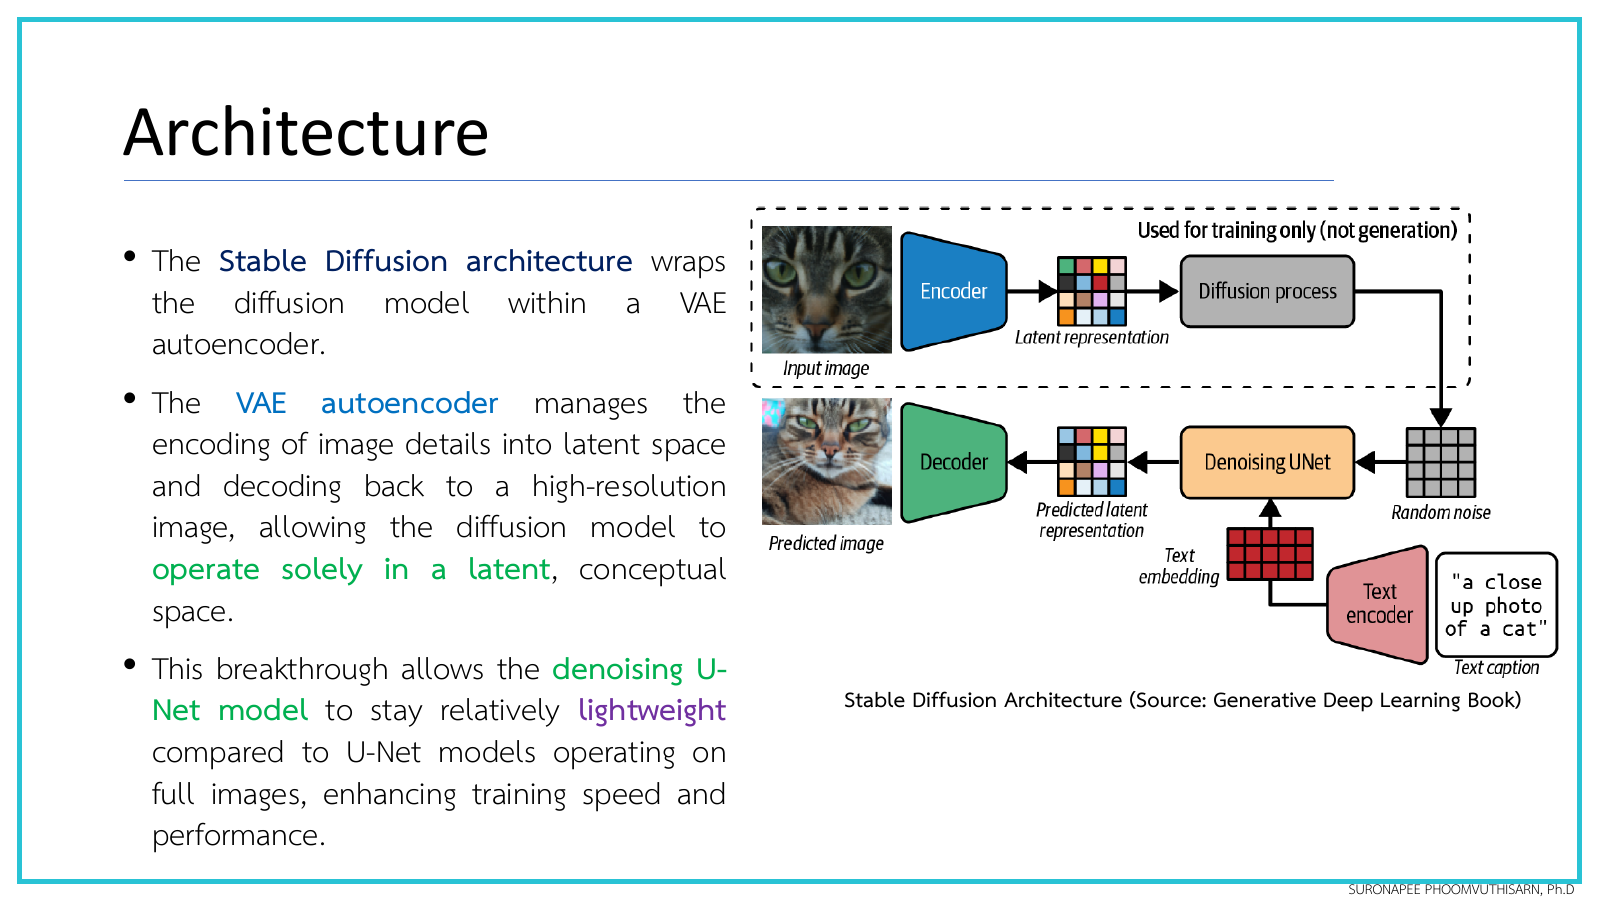 Architecture
• The Stable Diffusion architecture wraps
the diffusion model within a VAE
autoencoder.
• The VAE autoencoder manages the
encoding of image details into latent space
and decoding back to a high-resolution
image, allowing the diffusion model to
operate solely in a latent, conceptual
space.
• This breakthrough allows the denoising U-
Net model to stay relatively lightweight
compared to U-Net models operating on
full images, enhancing training speed and
performance.
Used for training only (not generation)
Encoder
Diffusion process
Latent representation
Input image
Decoder
Denoising UNet
Predicted latent
representation
Random noise
Predicted image
Text
embedding
Text
encoder
"a close
up photo
of a cat"
Text caption
Stable Diffusion Architecture (Source: Generative Deep Learning Book)
SURONAPEE PHOOMVUTHISARN, Ph.D